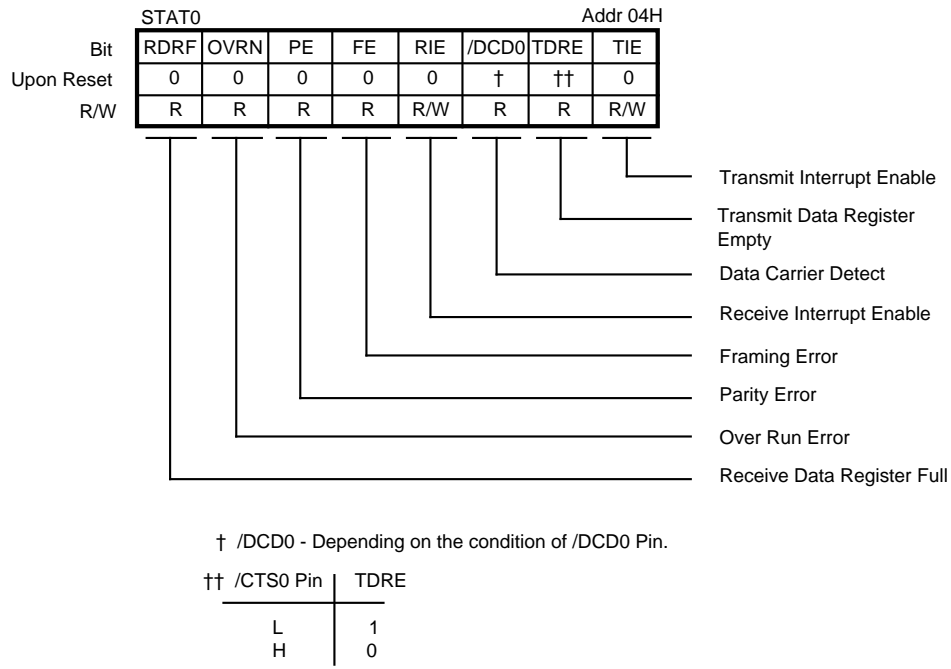 STAT0 Addr 04H
Bit RDRF OVRN PE FE RIE /DCD0 TDRE TIE
Upon Reset 0 0 0 0 0 † †† 0
R/W R R R R R/W R R R/W
Transmit Interrupt Enable
Transmit Data Register
Empty
Data Carrier Detect
Receive Interrupt Enable
Framing Error
Parity Error
Over Run Error
Receive Data Register Full
† /DCD0 - Depending on the condition of /DCD0 Pin.
†† /CTS0 Pin TDRE
L 1
H 0